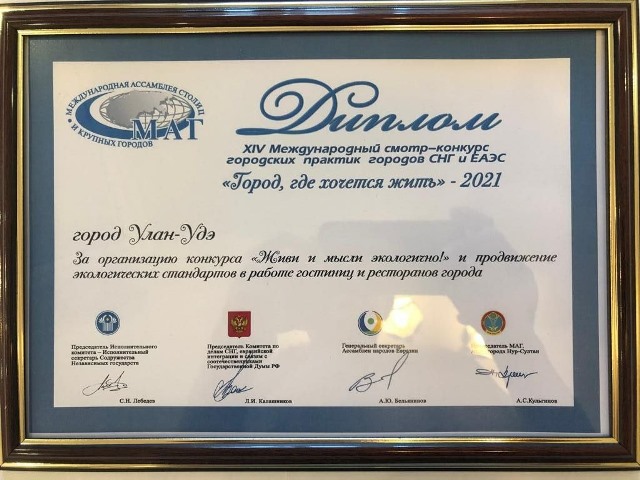 МЕЖДУНАРОДНАЯ АССАМБЛЕЯ СТОЛИЦ
И КРУПНЫХ ГОРОДОВ
МАГ
Диплом
XIV Международный смотр-конкурс
городских практик городов СНГ и ЕАЭС
«Город, где хочется жить» - 2021
город Улан-Удэ
За организацию конкурса «Живи и мысли экологично!» и продвижение
экологических стандартов в работе гостиниц и ресторанов города
Председатель Исполнительного
комитета – Исполнительный
секретарь Содружества
Независимых государств
С.Н. Лебедев
Председатель Комитета по
делам СНГ, евразийской
интеграции и связям с
соотечественниками
Государственной Думы РФ
Л.И. Калашников
Генеральный секретарь
Ассамблеи народов Евразии
А.Ю. Бельянинов
МАГ,
города Нур-Султан
А.С.Кульгинов